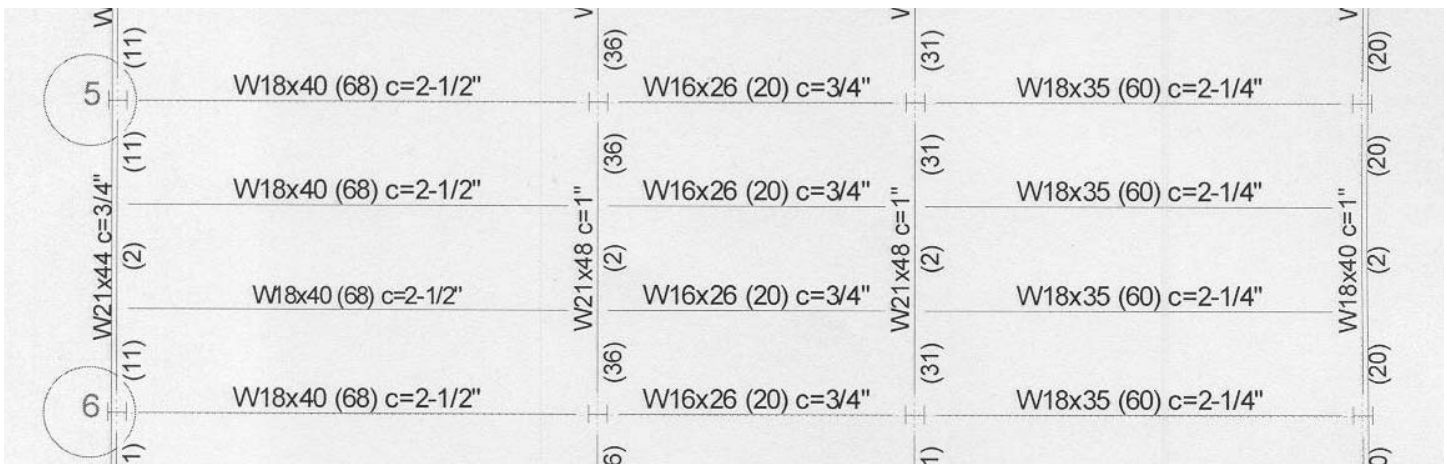 (11) (36) (31) (20)
5 W18x40 (68) c=2-1/2" W16x26 (20) c=3/4" W18x35 (60) c=2-1/4"
(11) (36) (31) (20)
W18x40 (68) c=2-1/2" W16x26 (20) c=3/4" W18x35 (60) c=2-1/4"
W21x44 c=3/4" W21x48 c=1" W21x48 c=1" W18x40 c=1"
(2) (2) (2) (2)
W18x40 (68) c=2-1/2" W16x26 (20) c=3/4" W18x35 (60) c=2-1/4"
(11) (36) (31) (20)
6 W18x40 (68) c=2-1/2" W16x26 (20) c=3/4" W18x35 (60) c=2-1/4"